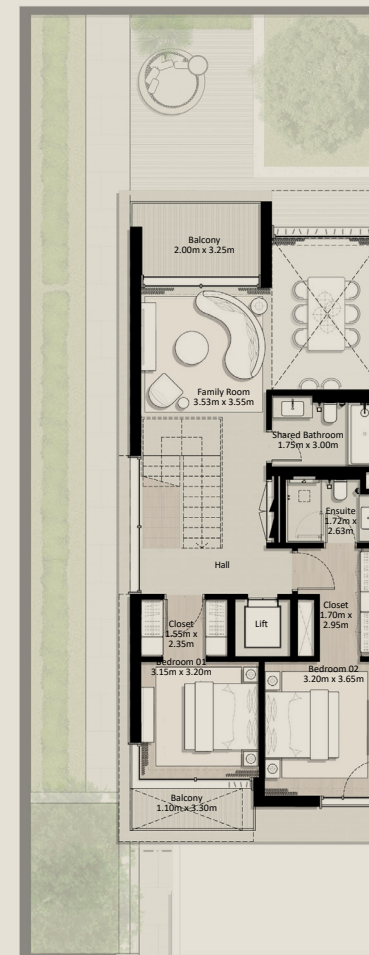 Balcony
2.00m x 3.25m
Family Room
3.53m x 3.55m
Shared Bathroom
1.75m x 3.00m
Ensuite
1.72m x
2.63m
Hall
Closet
1.55m x
2.35m
Lift
Closet
1.70m x
2.95m
Bedroom 01
3.15m x 3.20m
Bedroom 02
3.20m x 3.65m
Balcony
1.10m x 3.30m